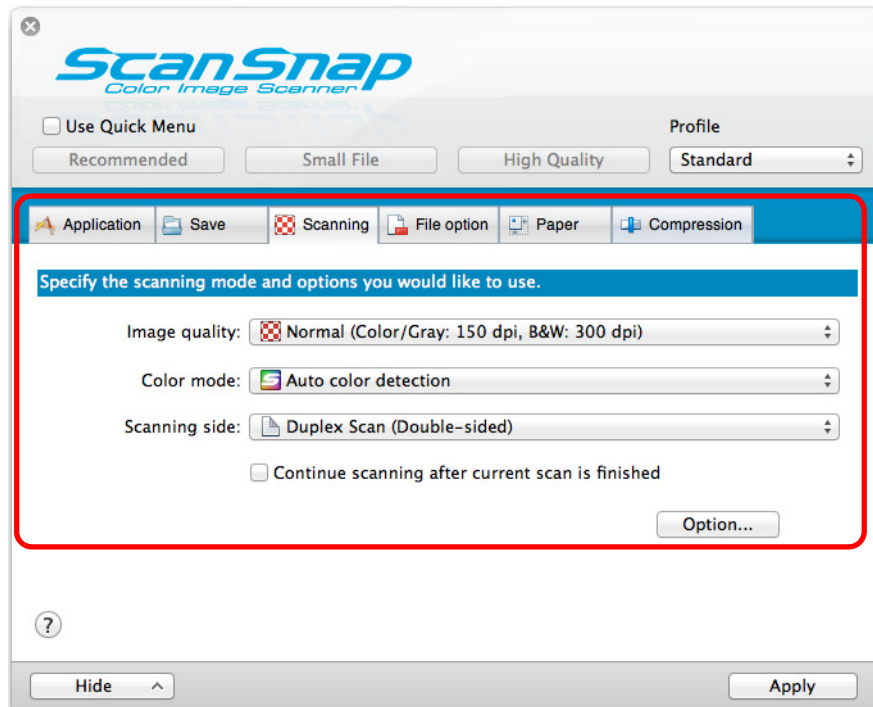 ScanSnap
Color Image Scanner
Use Quick Menu
Profile
Recommended Small File High Quality Standard
Application Save Scanning File option Paper Compression
Specify the scanning mode and options you would like to use.
Image quality: Normal (Color/Gray: 150 dpi, B&W: 300 dpi)
Color mode: Auto color detection
Scanning side: Duplex Scan (Double-sided)
Continue scanning after current scan is finished
Option...
?
Hide Apply